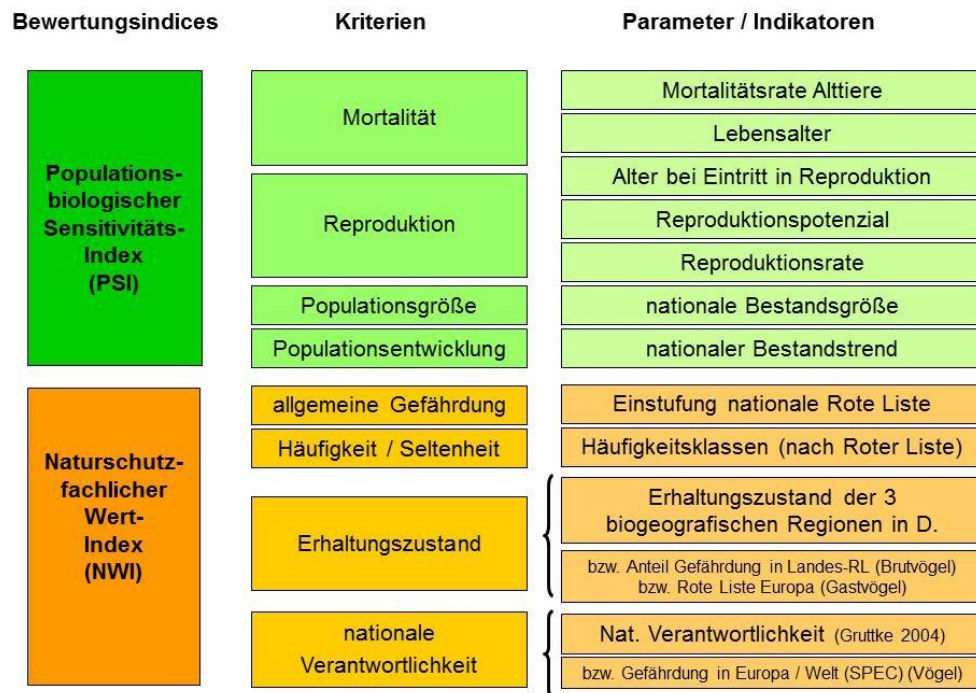 Bewertungsindices
Kriterien
Parameter / Indikatoren
Populations-
biologischer
Sensitivitäts-
Index
(PSI)
Mortalität
Mortalitätsrate Alttiere
Lebensalter
Reproduktion
Alter bei Eintritt in Reproduktion
Reproduktionspotenzial
Reproduktionsrate
Populationsgröße
nationale Bestandsgröße
Populationsentwicklung
nationaler Bestandstrend
Naturschutz-
fachlicher
Wert-
Index
(NWI)
allgemeine Gefährdung
Einstufung nationale Rote Liste
Häufigkeit / Seltenheit
Häufigkeitsklassen (nach Roter Liste)
Erhaltungszustand
Erhaltungszustand der 3
biogeografischen Regionen in D.
bzw. Anteil Gefährdung in Landes-RL (Brutvögel)
bzw. Rote Liste Europa (Gastvögel)
nationale
Verantwortlichkeit
Nat. Verantwortlichkeit (Gruttke 2004)
bzw. Gefährdung in Europa / Welt (SPEC) (Vögel)